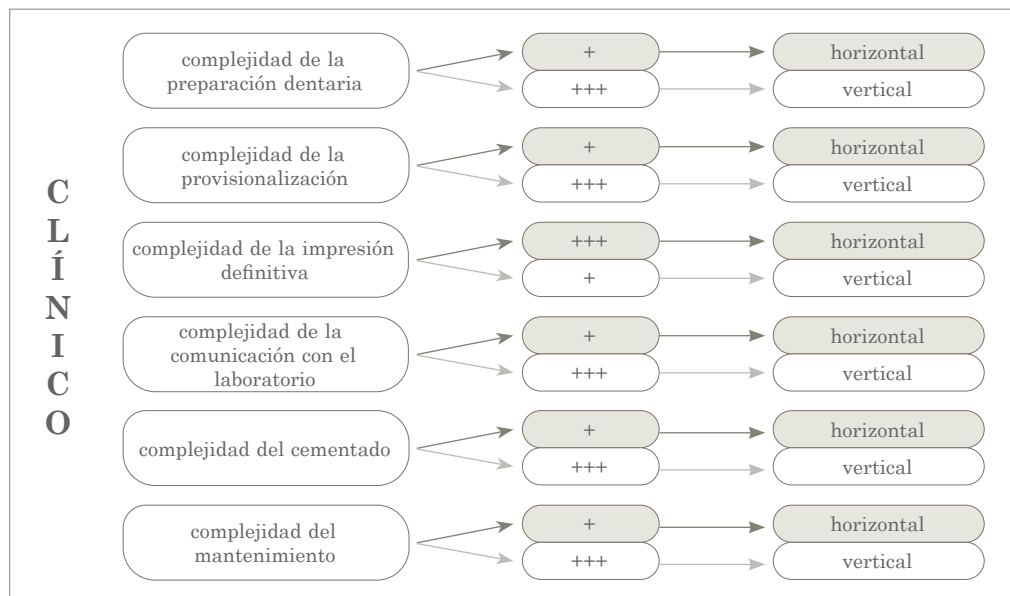 CLÍNICO
complejidad de la
preparación dentaria
+
horizontal
+++
vertical
complejidad de la
provisionalización
+
horizontal
+++
vertical
complejidad de la impresión
definitiva
+++
horizontal
+
vertical
complejidad de la
comunicación con el
laboratorio
+
horizontal
+++
vertical
complejidad del cementado
+
horizontal
+++
vertical
complejidad del
mantenimiento
+
horizontal
+++
vertical